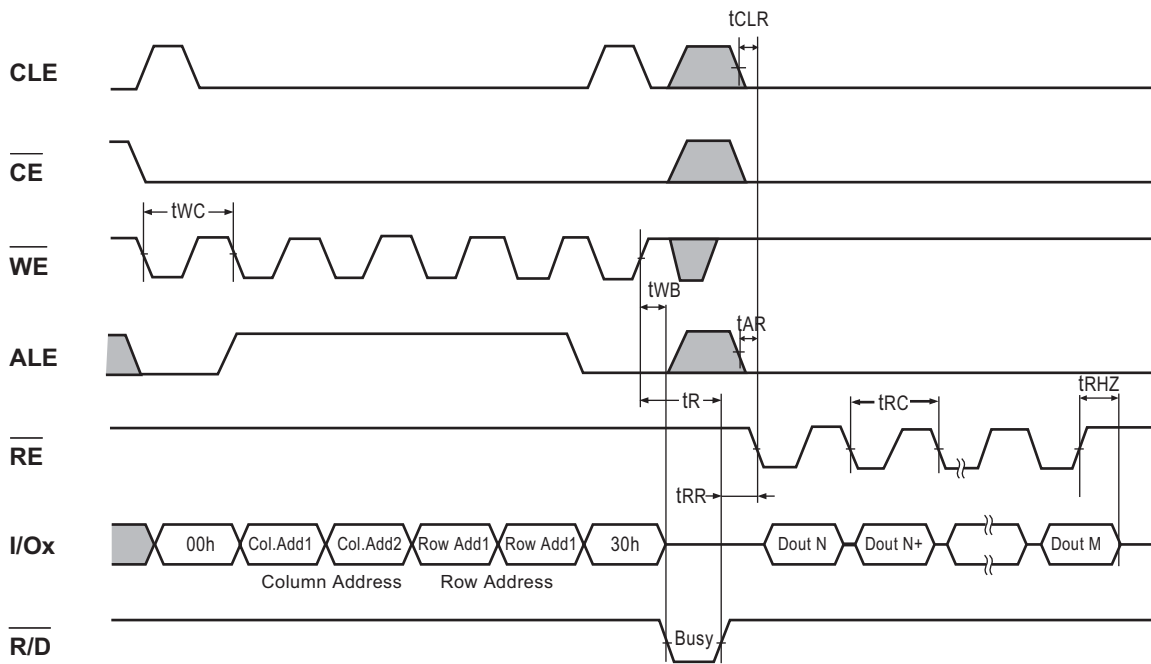 tCLR
CLE
CE
tWC
WE
tWB
tAR
ALE
tR
tRC
tRHZ
RE
tRR
I/Ox
00h
Col.Add1
Col.Add2
Row Add1
Row Add1
30h
Dout N
Dout N+
Dout M
Column Address
Row Address
Busy
R/D